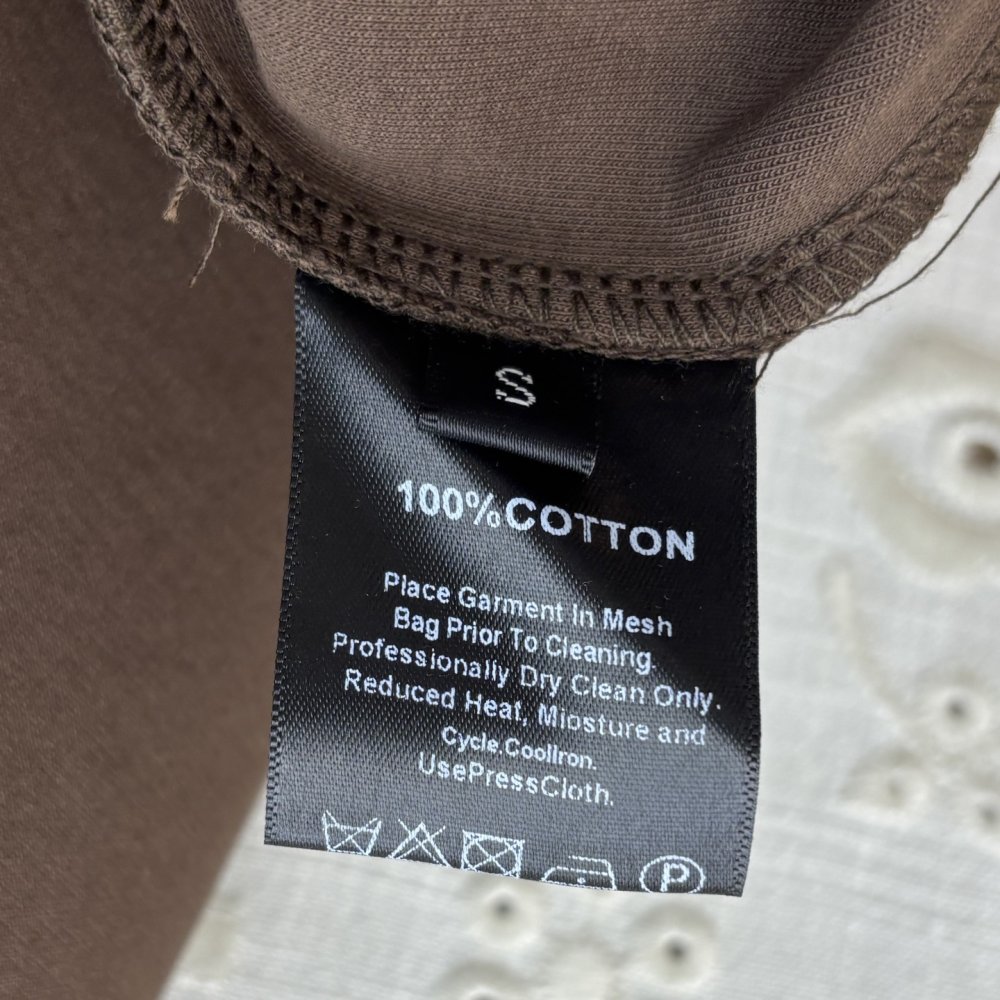 S
100%COTTON
Place Garment In Mesh
Bag Prior To Cleaning.
Professionally Dry Clean Only.
Reduced Heat, Miosture and
Cycle.CoolIron.
UsePressCloth.
P